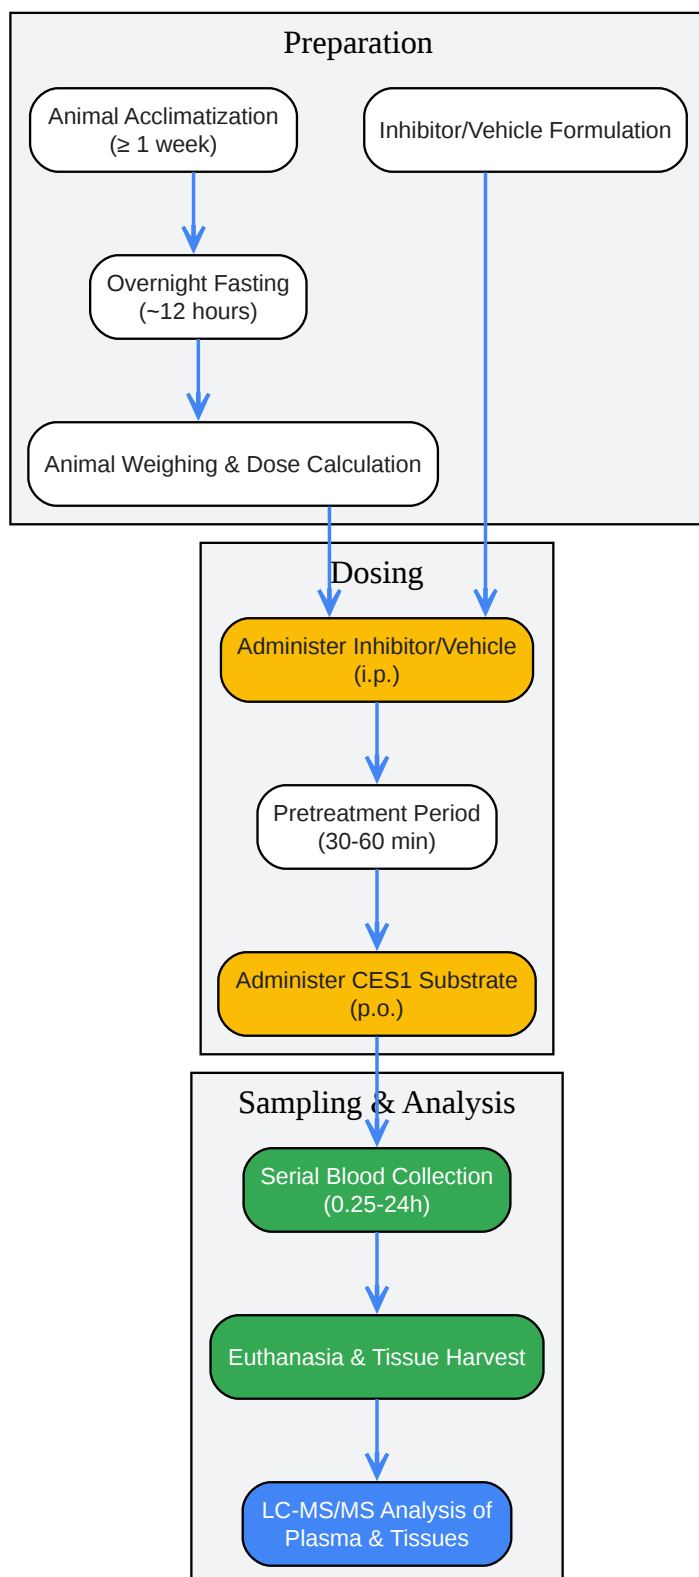 Preparation
Animal Acclimatization
(≥ 1 week)
Inhibitor/Vehicle Formulation
Overnight Fasting
(~12 hours)
Animal Weighing & Dose Calculation
Dosing
Administer Inhibitor/Vehicle
(i.p.)
Pretreatment Period
(30-60 min)
Administer CES1 Substrate
(p.o.)
Sampling & Analysis
Serial Blood Collection
(0.25-24h)
Euthanasia & Tissue Harvest
LC-MS/MS Analysis of
Plasma & Tissues